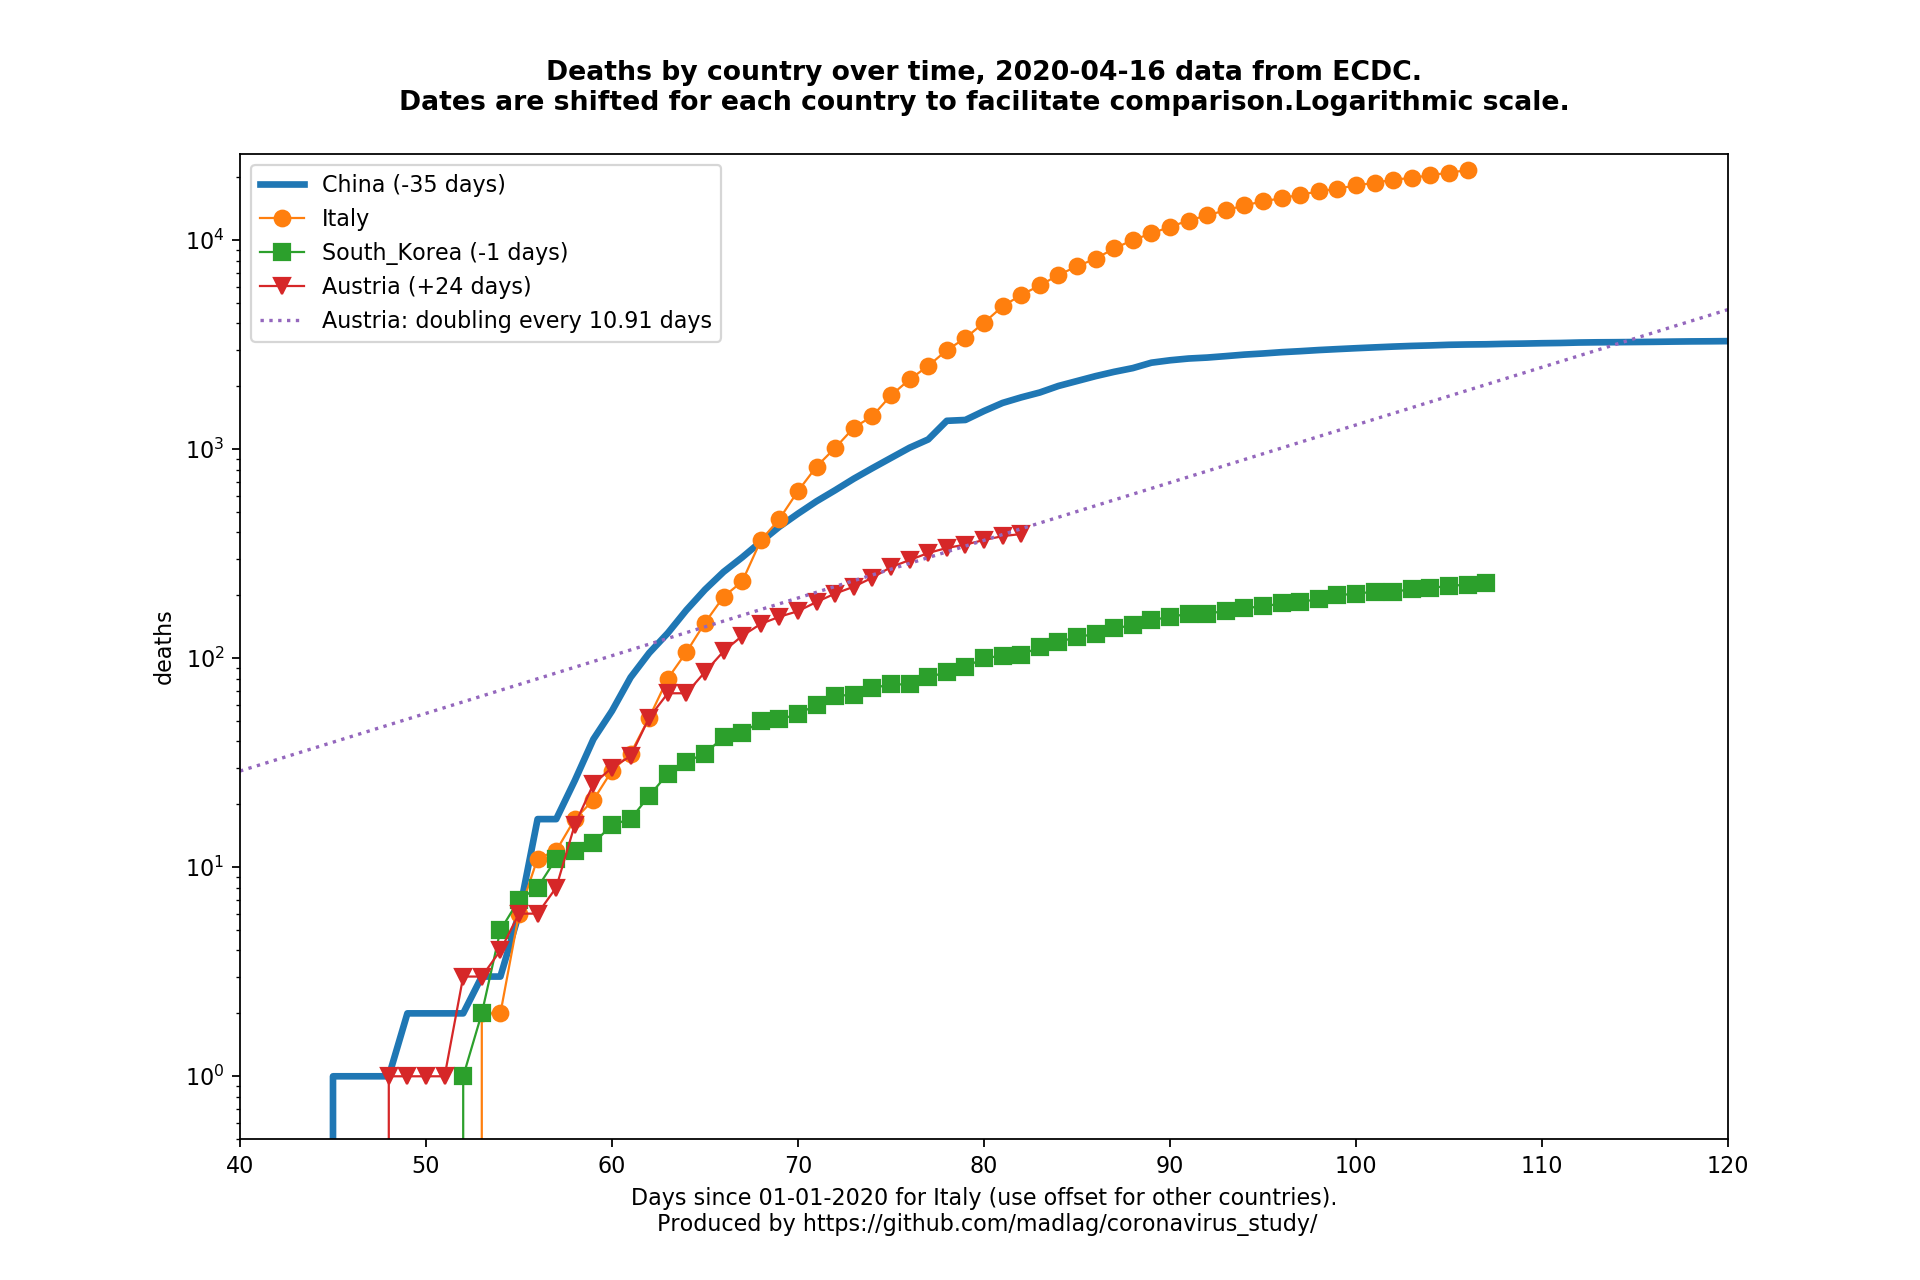 Deaths by country over time, 2020-04-16 data from ECDC.
Dates are shifted for each country to facilitate comparison.Logarithmic scale.
China (-35 days)
Italy
South_Korea (-1 days)
Austria (+24 days)
Austria: doubling every 10.91 days
10⁴
10³
10²
10¹
10⁰
deaths
40 50 60 70 80 90 100 110 120
Days since 01-01-2020 for Italy (use offset for other countries).
Produced by https://github.com/madlag/coronavirus_study/